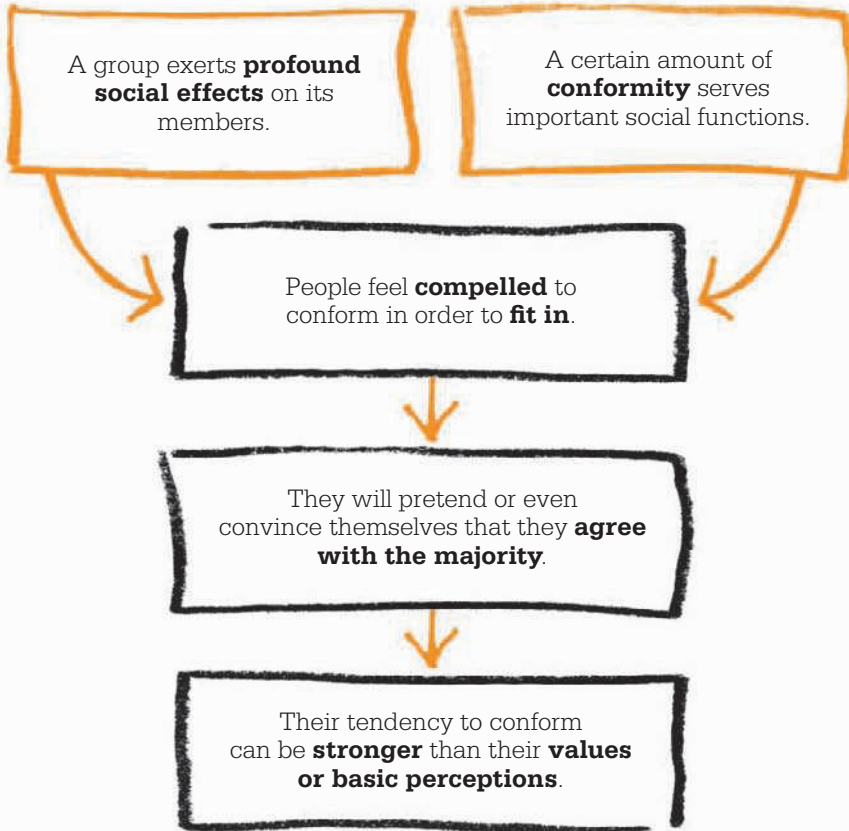 A group exerts profound
social effects on its
members.
A certain amount of
conformity serves
important social functions.
People feel compelled to
conform in order to fit in.
They will pretend or even
convince themselves that they agree
with the majority.
Their tendency to conform
can be stronger than their values
or basic perceptions.